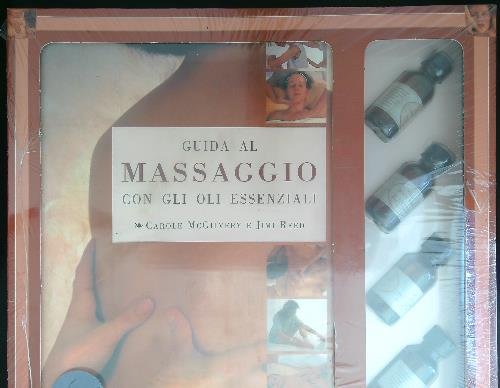 GUIDA AL
MASSAGGIO
CON GLI OLI ESSENZIALI
CAROLE MCGILVERY E JIMI REED